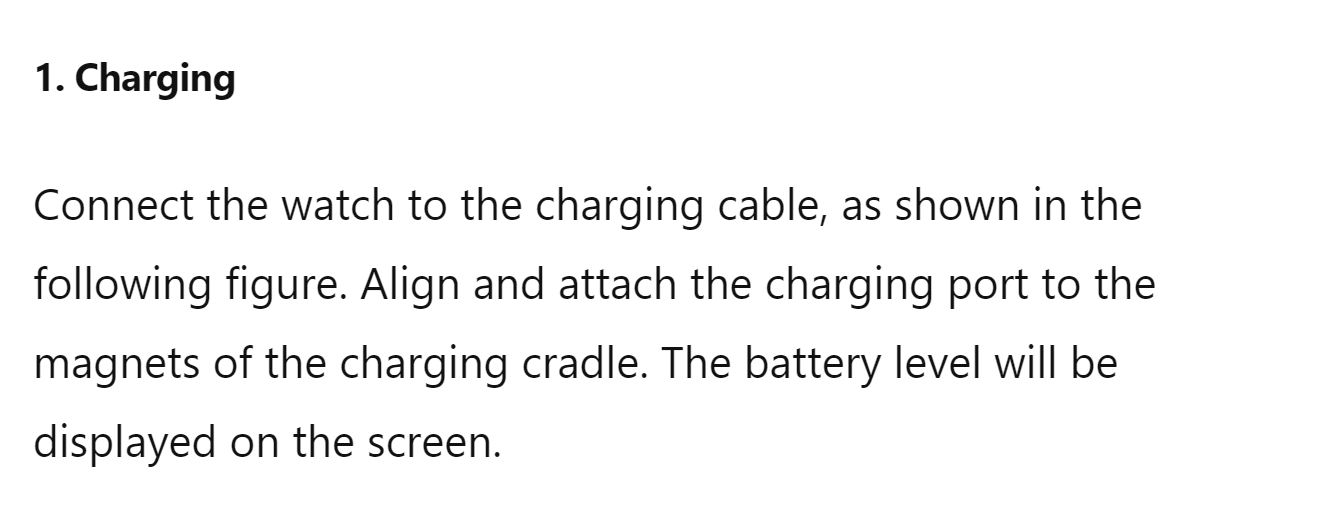 1. Charging
Connect the watch to the charging cable, as shown in the
following figure. Align and attach the charging port to the
magnets of the charging cradle. The battery level will be
displayed on the screen.